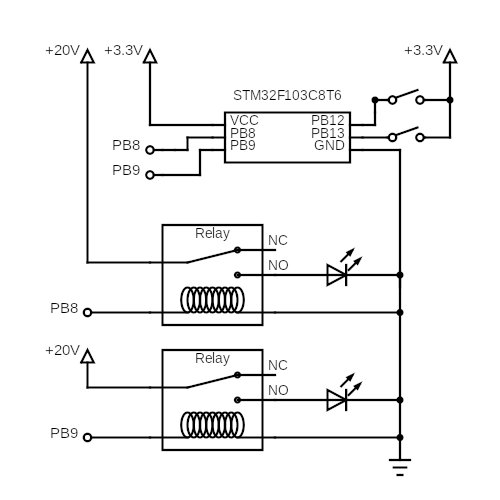 +20V
+3.3V
+3.3V
STM32F103C8T6
VCC
PB12
PB8
PB13
PB9
GND
PB8
PB9
Relay
NC
NO
PB8
+20V
Relay
NC
NO
PB9